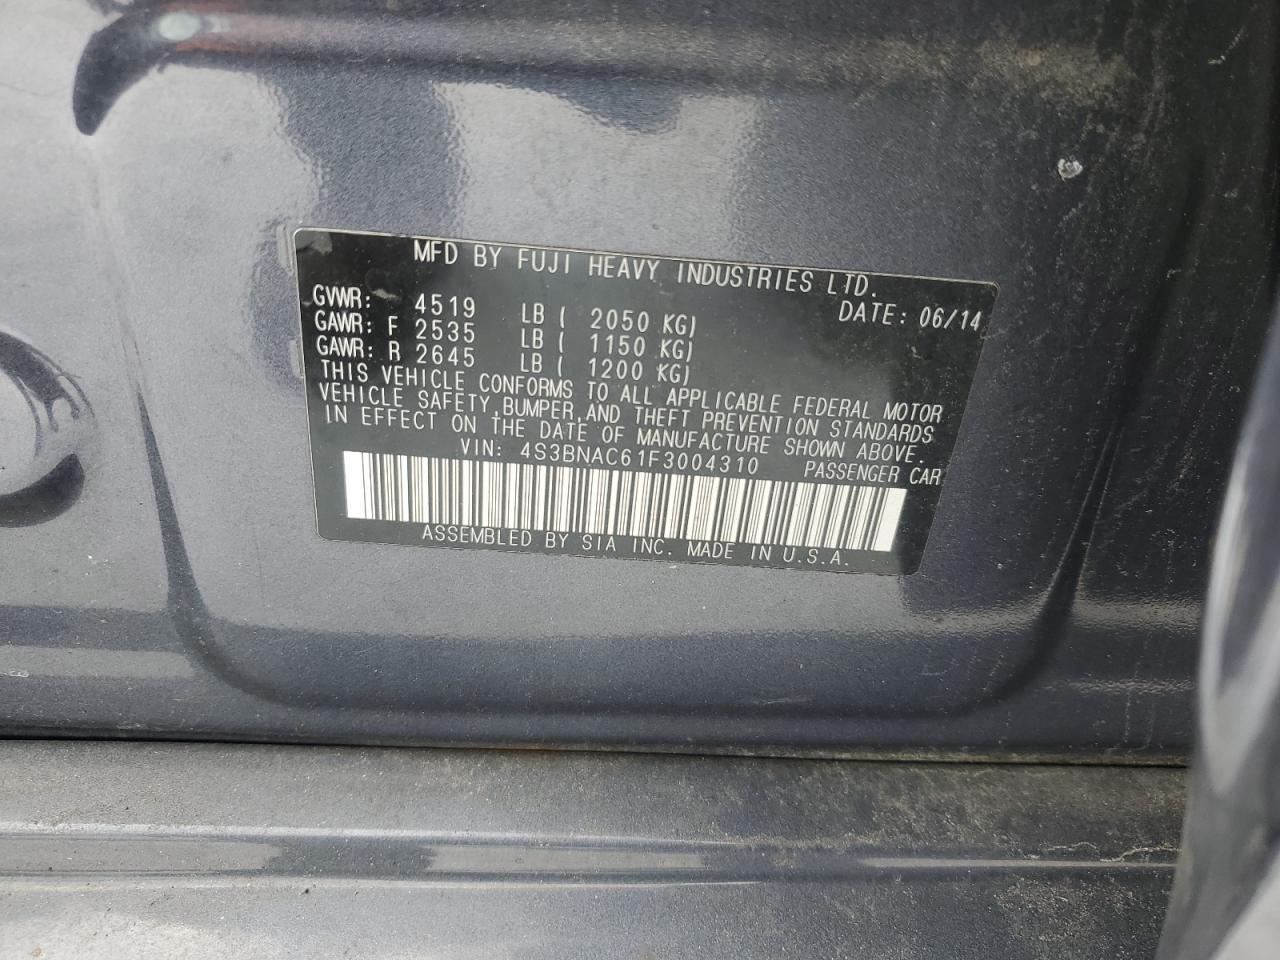 MFD BY FUJI HEAVY INDUSTRIES LTD.
DATE: 06/14
GVWR: 4519 LB ( 2050 KG)
GAWR: F 2535 LB ( 1150 KG)
GAWR: R 2645 LB ( 1200 KG)
THIS VEHICLE CONFORMS TO ALL APPLICABLE FEDERAL MOTOR
VEHICLE SAFETY, BUMPER, AND THEFT PREVENTION STANDARDS
IN EFFECT ON THE DATE OF MANUFACTURE SHOWN ABOVE.
VIN: 4S3BNAC61F3004310 PASSENGER CAR
ASSEMBLED BY SIA INC. MADE IN U.S.A.